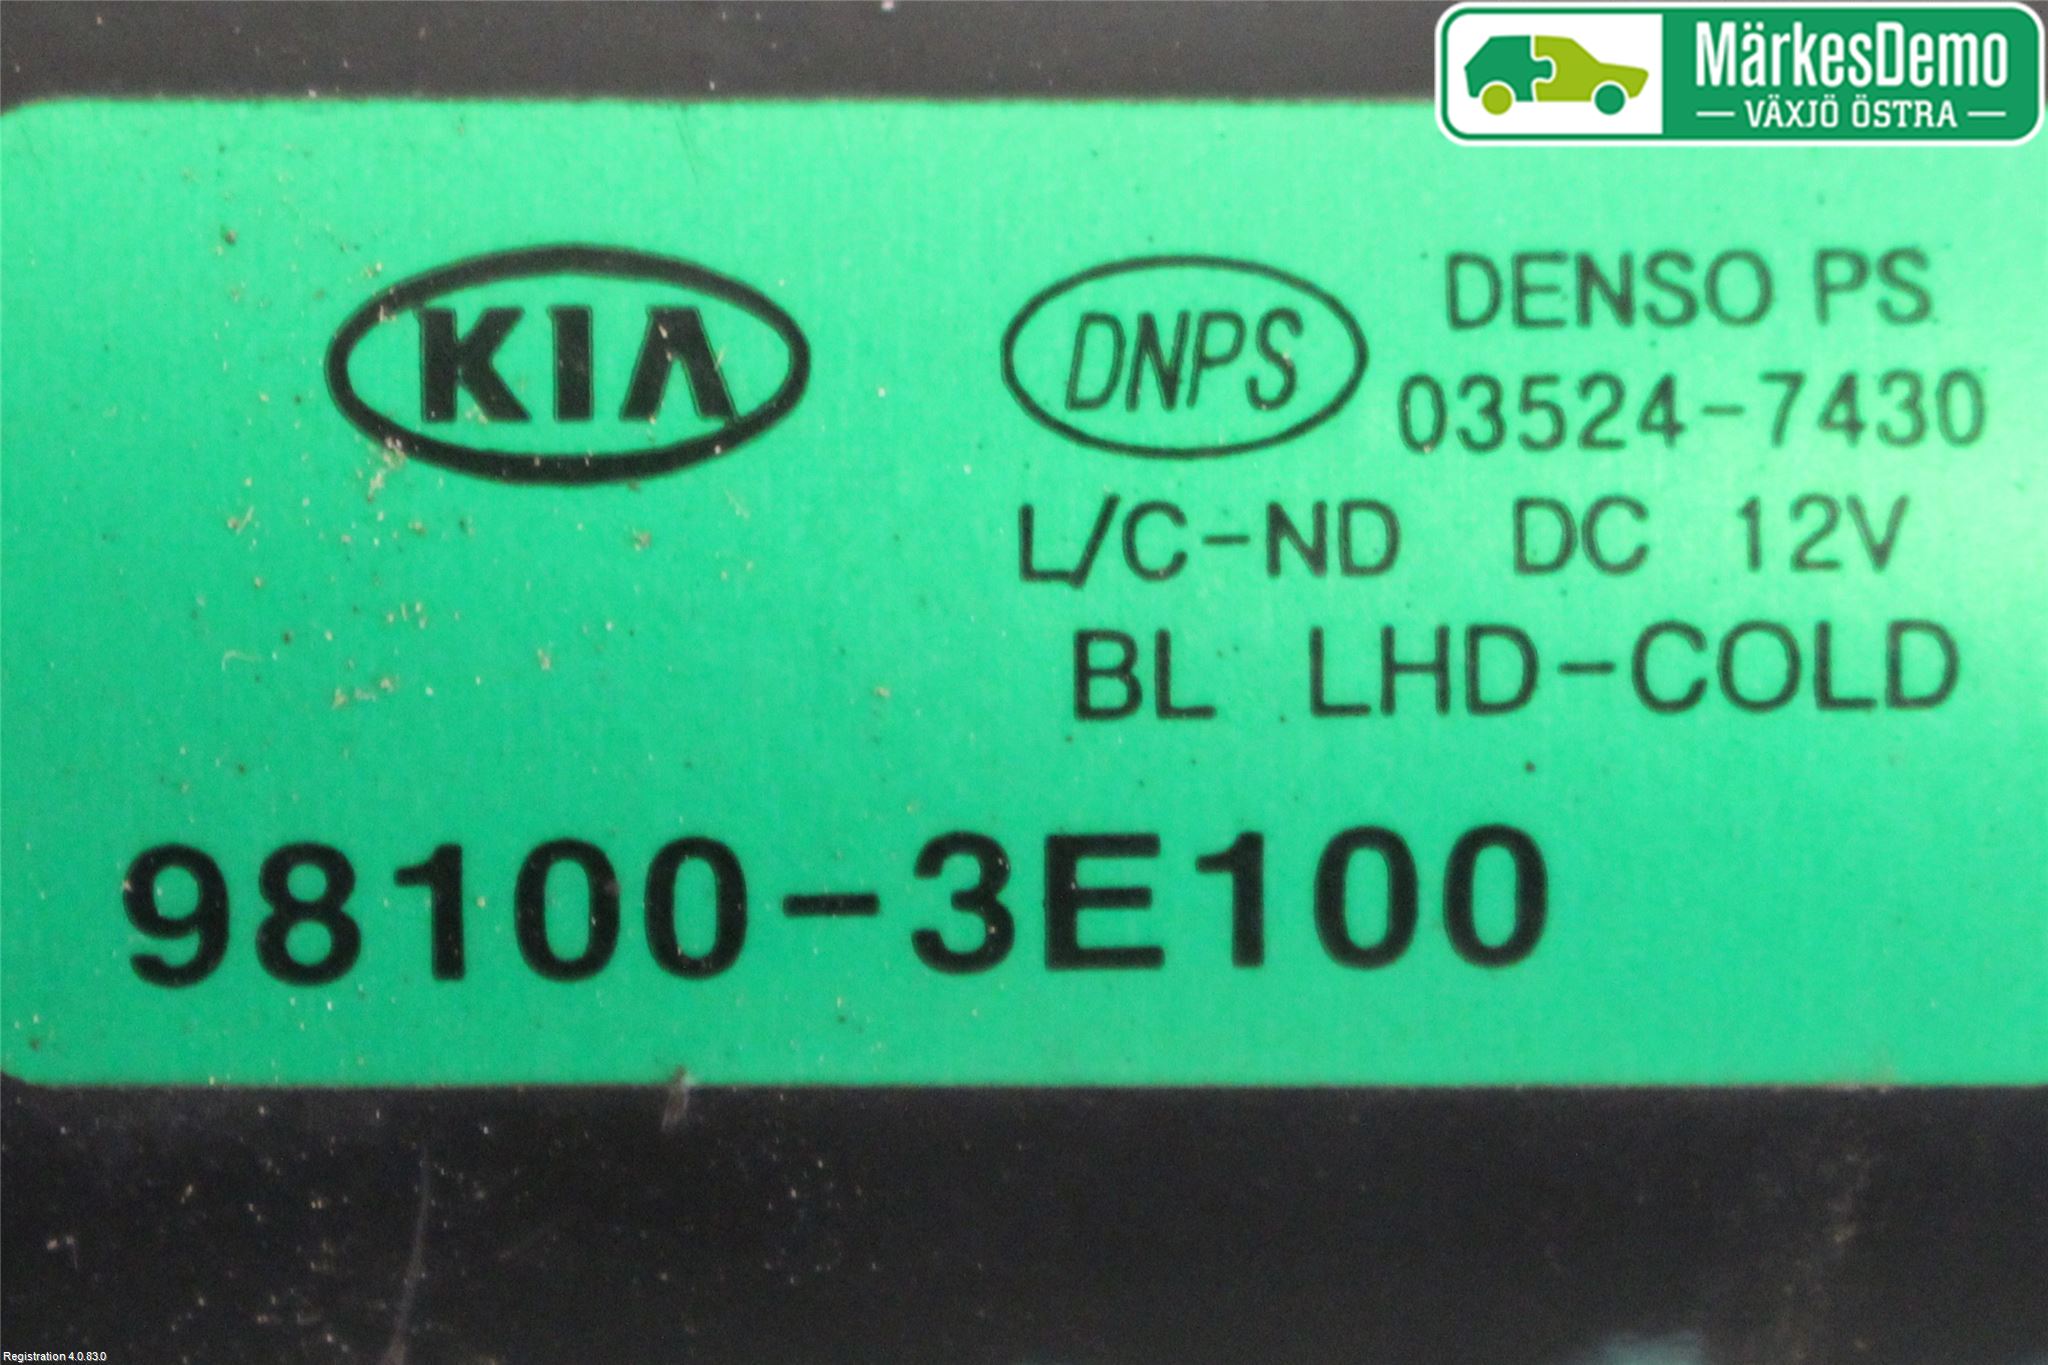 MärkesDemo
VÄXJÖ ÖSTRA
KIA
DNPS
DENSO PS
03524-7430
L/C-ND DC 12V
BL LHD-COLD
98100-3E100
Registration 4.0.83.0